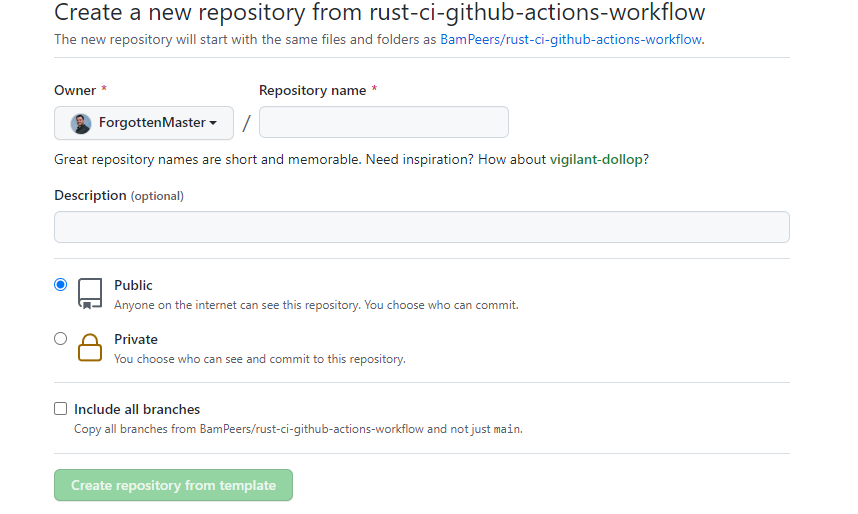 Create a new repository from rust-ci-github-actions-workflow
The new repository will start with the same files and folders as BamPeers/rust-ci-github-actions-workflow.
Owner *
Repository name *
ForgottenMaster
/
Great repository names are short and memorable. Need inspiration? How about vigilant-dollop?
Description (optional)
Public
Anyone on the internet can see this repository. You choose who can commit.
Private
You choose who can see and commit to this repository.
Include all branches
Copy all branches from BamPeers/rust-ci-github-actions-workflow and not just main.
Create repository from template